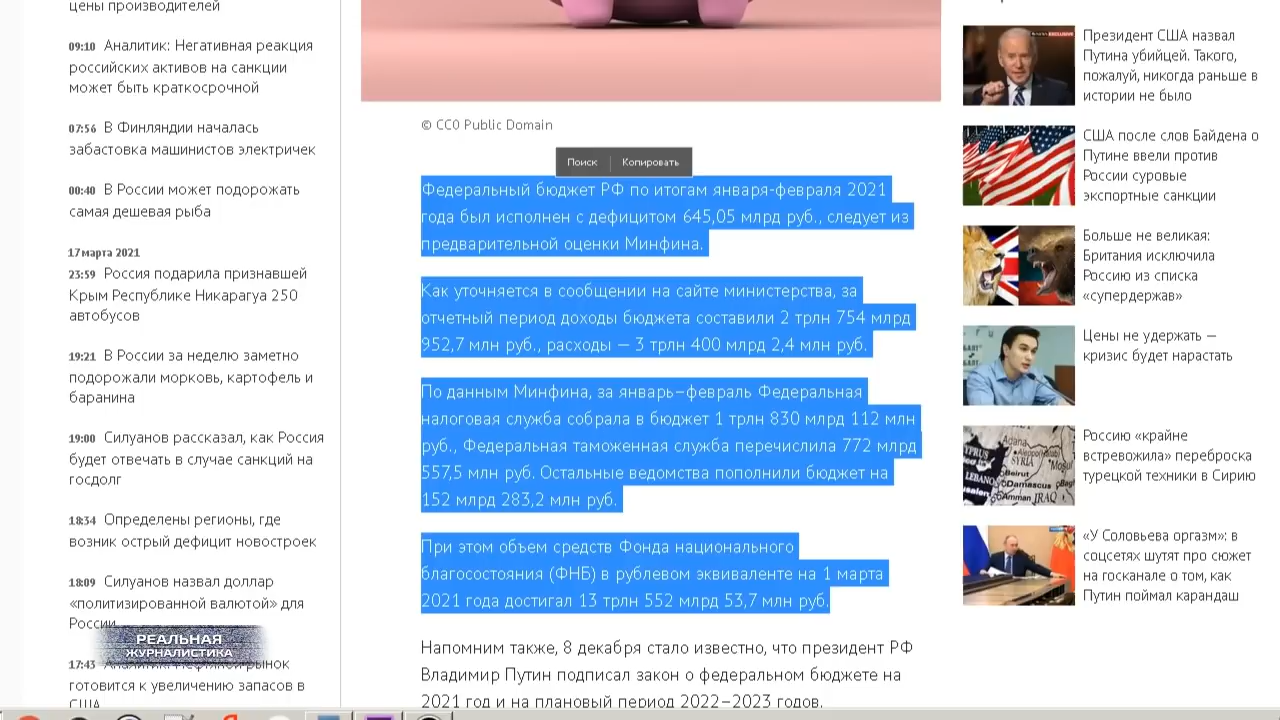 цены производителей
09:10 Аналитик: Негативная реакция
российских активов на санкции
может быть краткосрочной
07:56 В Финляндии началась
забастовка машинистов электричек
00:40 В России может подорожать
самая дешевая рыба
17 марта 2021
23:59 Россия подарила признавшей
Крым Республике Никарагуа 250
автобусов
19:21 В России за неделю заметно
подорожали морковь, картофель и
баранина
19:00 Силуанов рассказал, как Россия
будет отвечать в случае санкций на
госдолг
18:34 Определены регионы, где
возник острый дефицит новостроек
18:09 Силуанов назвал доллар
«политизированной валютой» для
России
РЕАЛЬНАЯ
ЖУРНАЛИСТИКА
17:43 Аналитик: Нефтяной рынок
готовится к увеличению запасов в
США
© CC0 Public Domain
Поиск Копировать
Федеральный бюджет РФ по итогам января-февраля 2021
года был исполнен с дефицитом 645,05 млрд руб., следует из
предварительной оценки Минфина.
Как уточняется в сообщении на сайте министерства, за
отчетный период доходы бюджета составили 2 трлн 754 млрд
952,7 млн руб., расходы — 3 трлн 400 млрд 2,4 млн руб.
По данным Минфина, за январь–февраль Федеральная
налоговая служба собрала в бюджет 1 трлн 830 млрд 112 млн
руб., Федеральная таможенная служба перечислила 772 млрд
557,5 млн руб. Остальные ведомства пополнили бюджет на
152 млрд 283,2 млн руб.
При этом объем средств Фонда национального
благосостояния (ФНБ) в рублевом эквиваленте на 1 марта
2021 года достигал 13 трлн 552 млрд 53,7 млн руб.
Напомним также, 8 декабря стало известно, что президент РФ
Владимир Путин подписал закон о федеральном бюджете на
2021 год и на плановый период 2022–2023 годов.
Президент США назвал
Путина убийцей. Такого,
пожалуй, никогда раньше в
истории не было
США после слов Байдена о
Путине ввели против
России суровые
экспортные санкции
Больше не великая:
Британия исключила
Россию из списка
«супердержав»
Цены не удержать —
кризис будет нарастать
Adana
SYRIA
Beirut
LEBANO
Damascus
Amman IRAQ
Россию «крайне
встревожила» переброска
турецкой техники в Сирию
«У Соловьева оргазм»: в
соцсетях шутят про сюжет
на госканале о том, как
Путин поймал карандаш